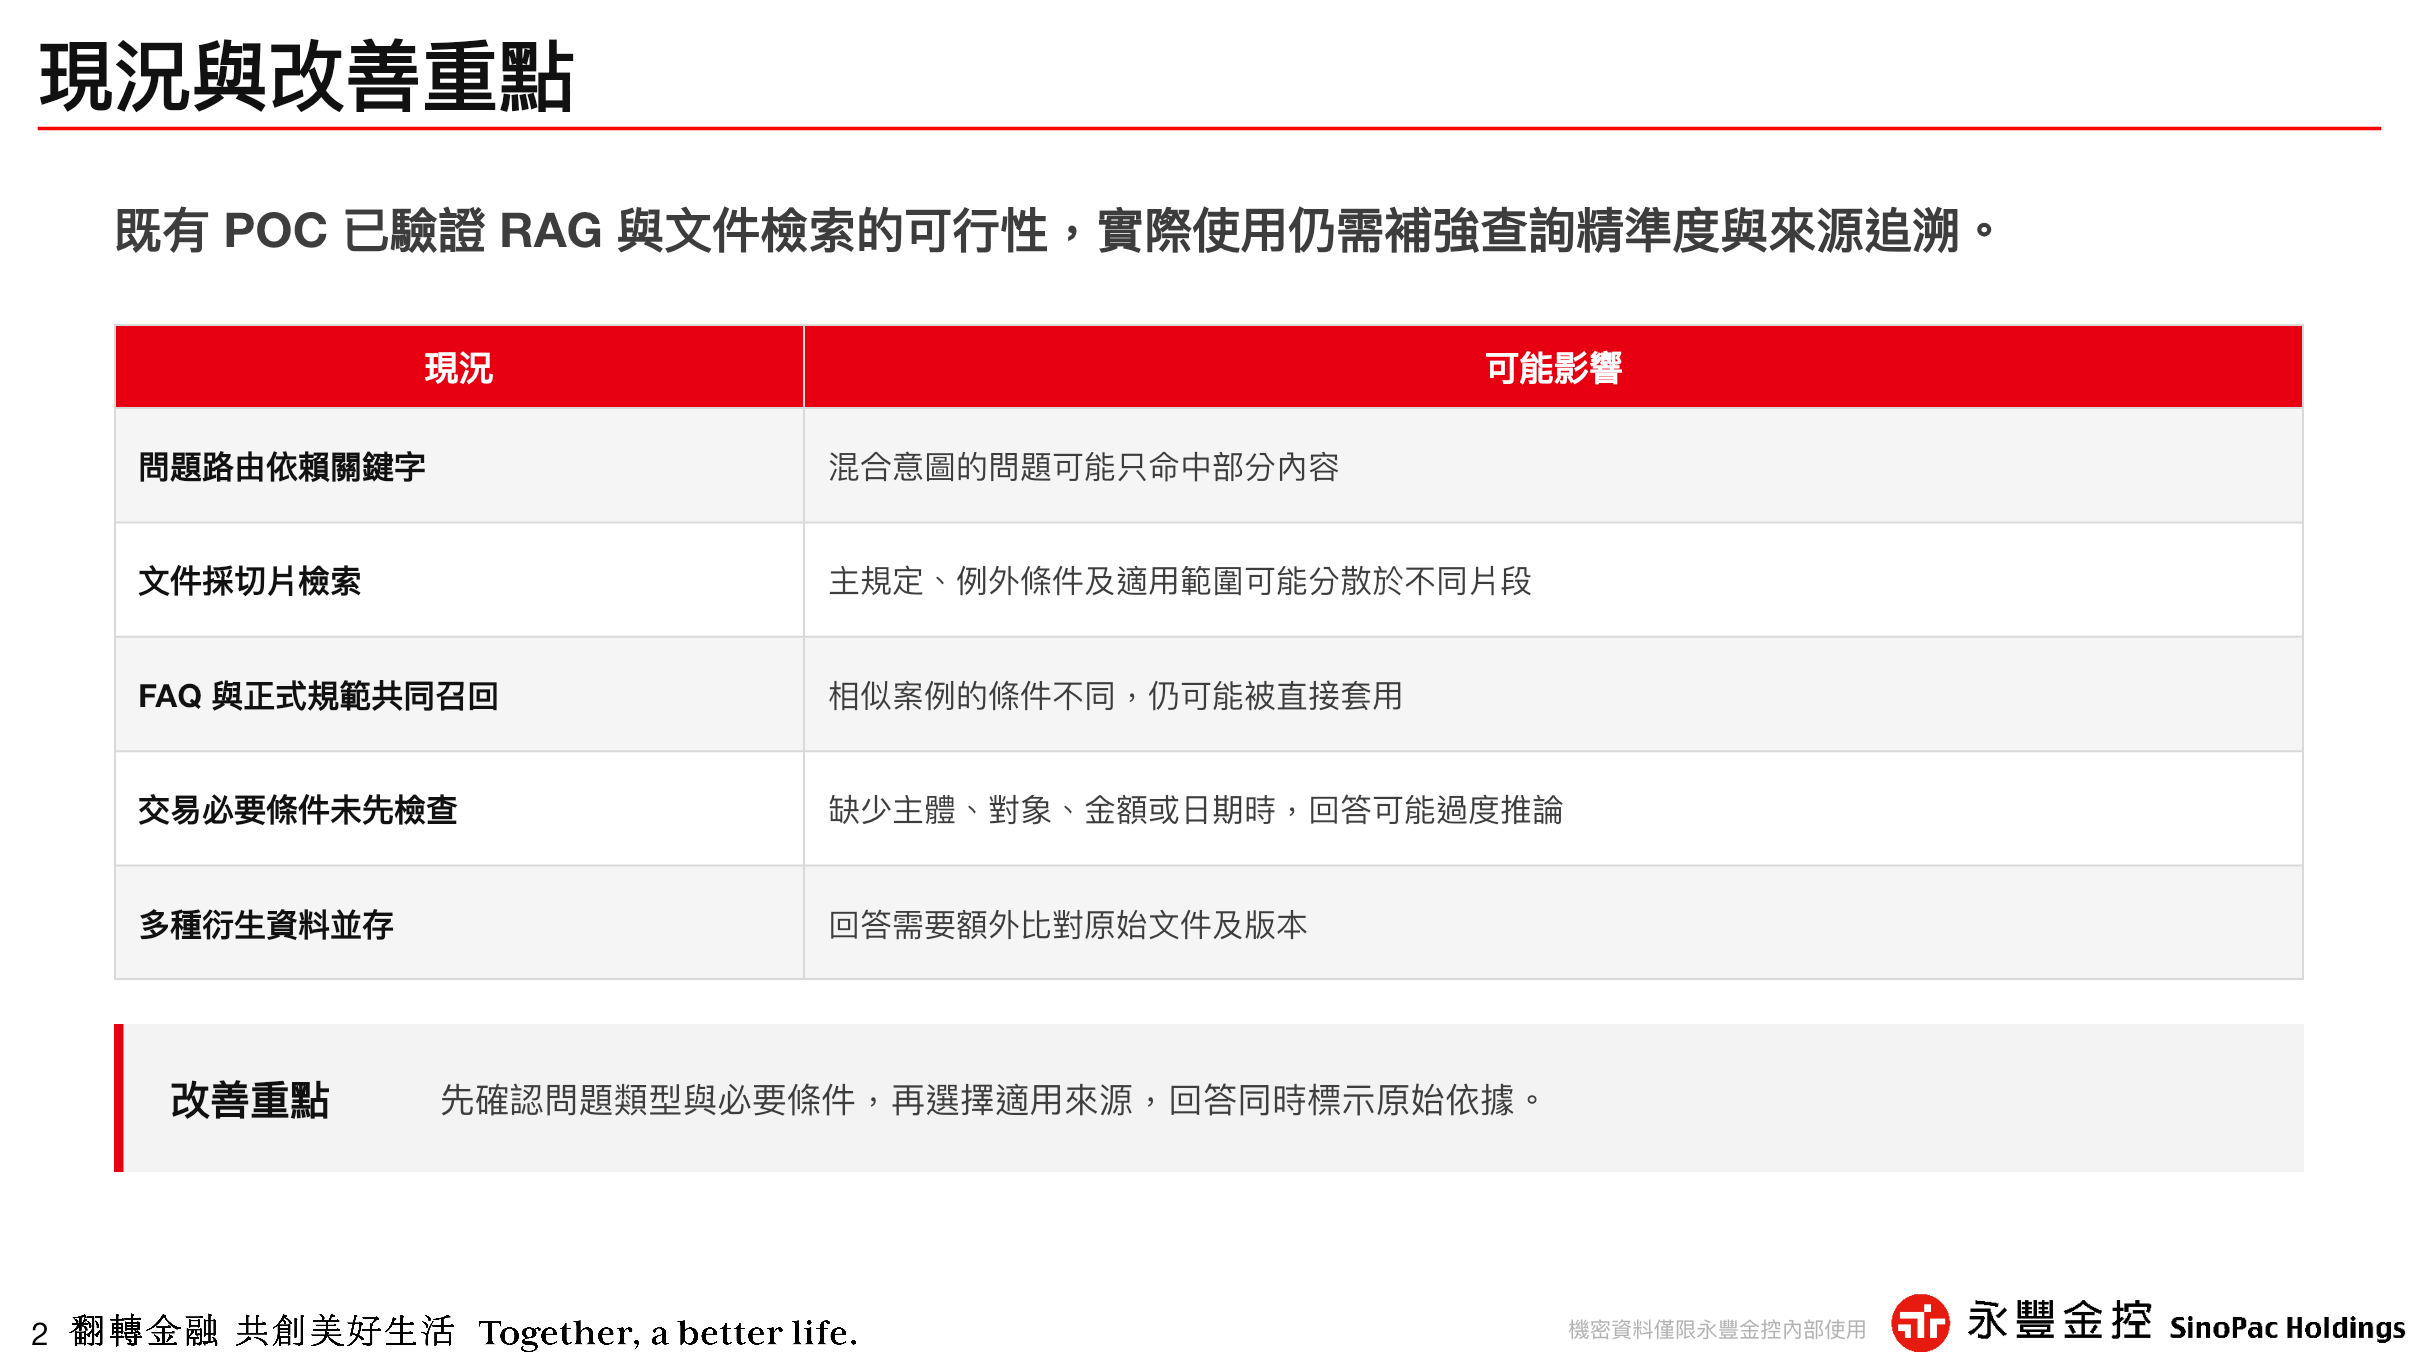 現況與改善重點
既有 POC 已驗證 RAG 與文件檢索的可行性，實際使用仍需補強查詢精準度與來源追溯。
現況 可能影響
問題路由依賴關鍵字 混合意圖的問題可能只命中部分內容
文件採切片檢索 主規定、例外條件及適用範圍可能分散於不同片段
FAQ 與正式規範共同召回 相似案例的條件不同，仍可能被直接套用
交易必要條件未先檢查 缺少主體、對象、金額或日期時，回答可能過度推論
多種衍生資料並存 回答需要額外比對原始文件及版本
改善重點 先確認問題類型與必要條件，再選擇適用來源，回答同時標示原始依據。
2 翻轉金融 共創美好生活 Together, a better life. 機密資料僅限永豐金控內部使用 永豐金控 SinoPac Holdings